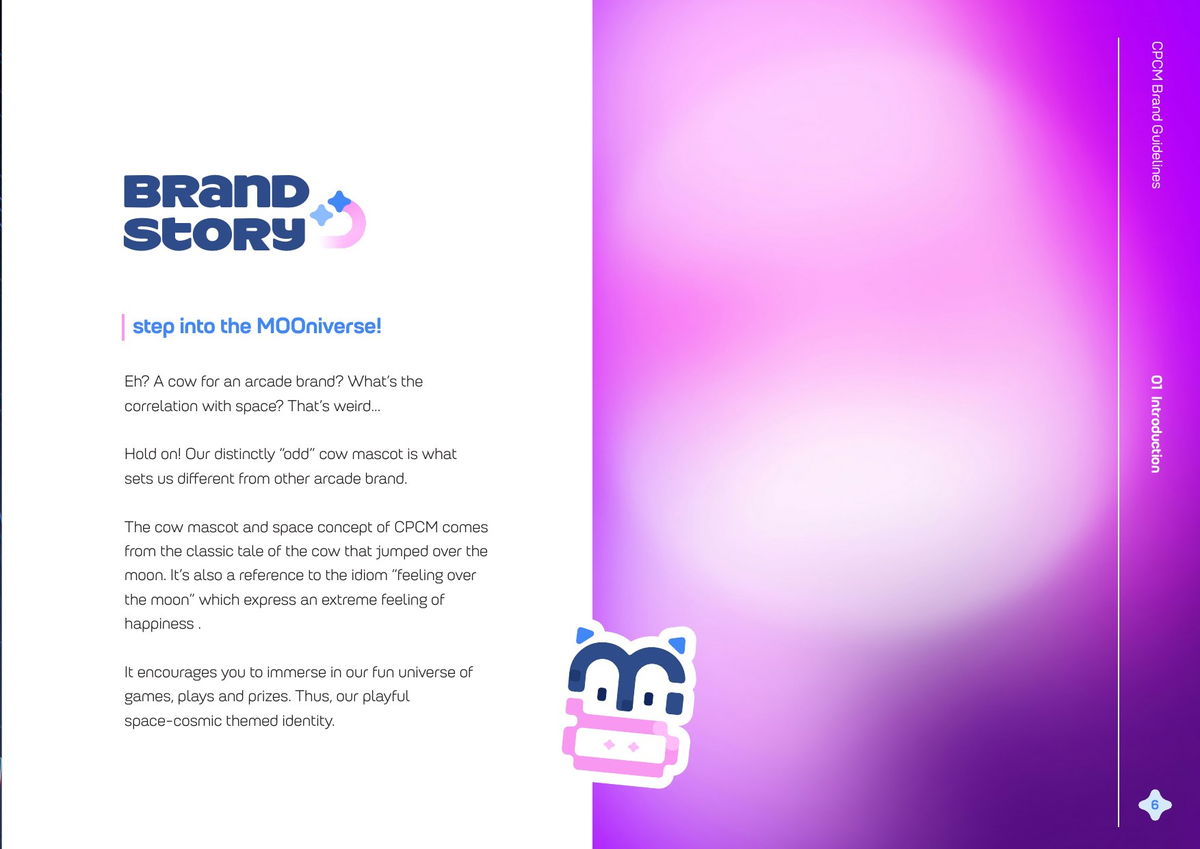 BRAND
STORY
step into the MOOniverse!
Eh? A cow for an arcade brand? What's the
correlation with space? That's weird...
Hold on! Our distinctly “odd” cow mascot is what
sets us different from other arcade brand.
The cow mascot and space concept of CPCM comes
from the classic tale of the cow that jumped over the
moon. It's also a reference to the idiom “feeling over
the moon” which express an extreme feeling of
happiness .
It encourages you to immerse in our fun universe of
games, plays and prizes. Thus, our playful
space-cosmic themed identity.
CPCM Brand Guidelines
01 Introduction
6